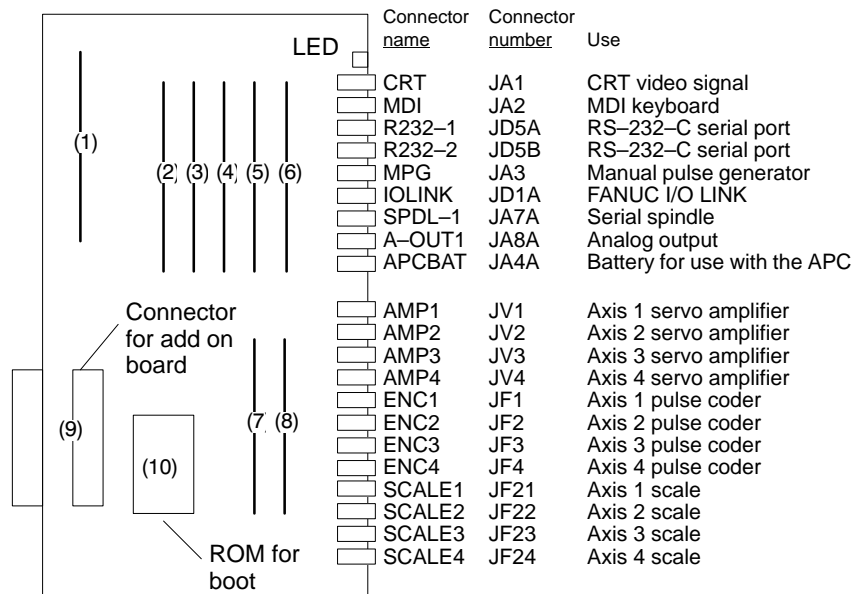 Connector Connector
name number Use
LED
CRT JA1 CRT video signal
MDI JA2 MDI keyboard
R232–1 JD5A RS–232–C serial port
R232–2 JD5B RS–232–C serial port
MPG JA3 Manual pulse generator
IOLINK JD1A FANUC I/O LINK
SPDL–1 JA7A Serial spindle
A–OUT1 JA8A Analog output
APCBAT JA4A Battery for use with the APC
(1)
(2) (3) (4) (5) (6)
Connector
for add on
board
AMP1 JV1 Axis 1 servo amplifier
AMP2 JV2 Axis 2 servo amplifier
AMP3 JV3 Axis 3 servo amplifier
AMP4 JV4 Axis 4 servo amplifier
ENC1 JF1 Axis 1 pulse coder
ENC2 JF2 Axis 2 pulse coder
ENC3 JF3 Axis 3 pulse coder
ENC4 JF4 Axis 4 pulse coder
SCALE1 JF21 Axis 1 scale
SCALE2 JF22 Axis 2 scale
SCALE3 JF23 Axis 3 scale
SCALE4 JF24 Axis 4 scale
(7) (8)
(9)
(10)
ROM for
boot